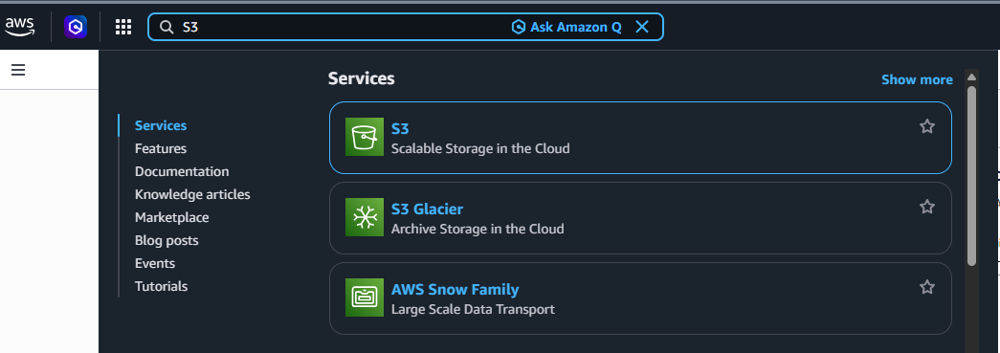 aws
S3
Ask Amazon Q
Services
Show more
Services
Features
Documentation
Knowledge articles
Marketplace
Blog posts
Events
Tutorials
S3
Scalable Storage in the Cloud
S3 Glacier
Archive Storage in the Cloud
AWS Snow Family
Large Scale Data Transport